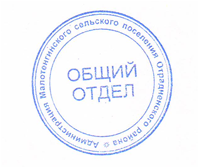 Администрация Малотенгинского сельского поселения Отрадненского района
ОБЩИЙ
ОТДЕЛ